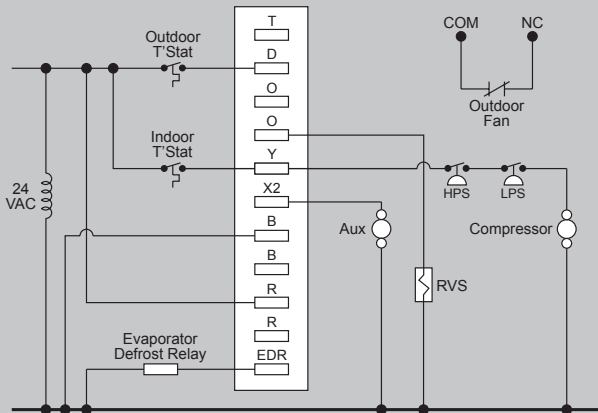 T
COM
NC
Outdoor
T'Stat
D
O
Outdoor
Fan
O
Indoor
T'Stat
Y
HPS
LPS
24
VAC
X2
Aux
Compressor
B
B
RVS
R
R
Evaporator
Defrost Relay
EDR